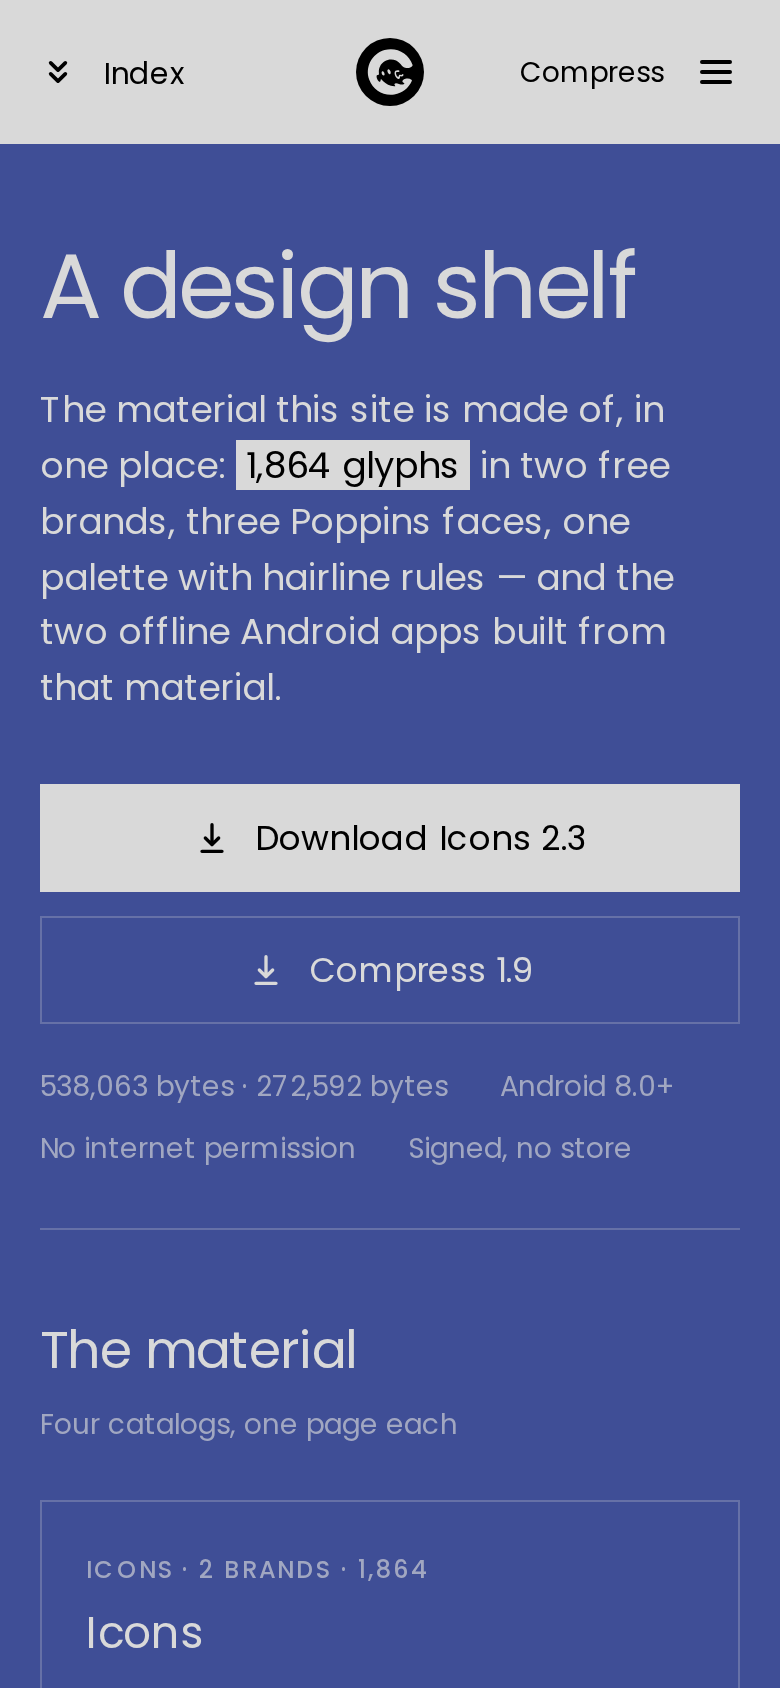 Index
Compress
A design shelf
The material this site is made of, in
one place: 1,864 glyphs in two free
brands, three Poppins faces, one
palette with hairline rules — and the
two offline Android apps built from
that material.
Download Icons 2.3
Compress 1.9
538,063 bytes · 272,592 bytes Android 8.0+
No internet permission Signed, no store
The material
Four catalogs, one page each
ICONS · 2 BRANDS · 1,864
Icons